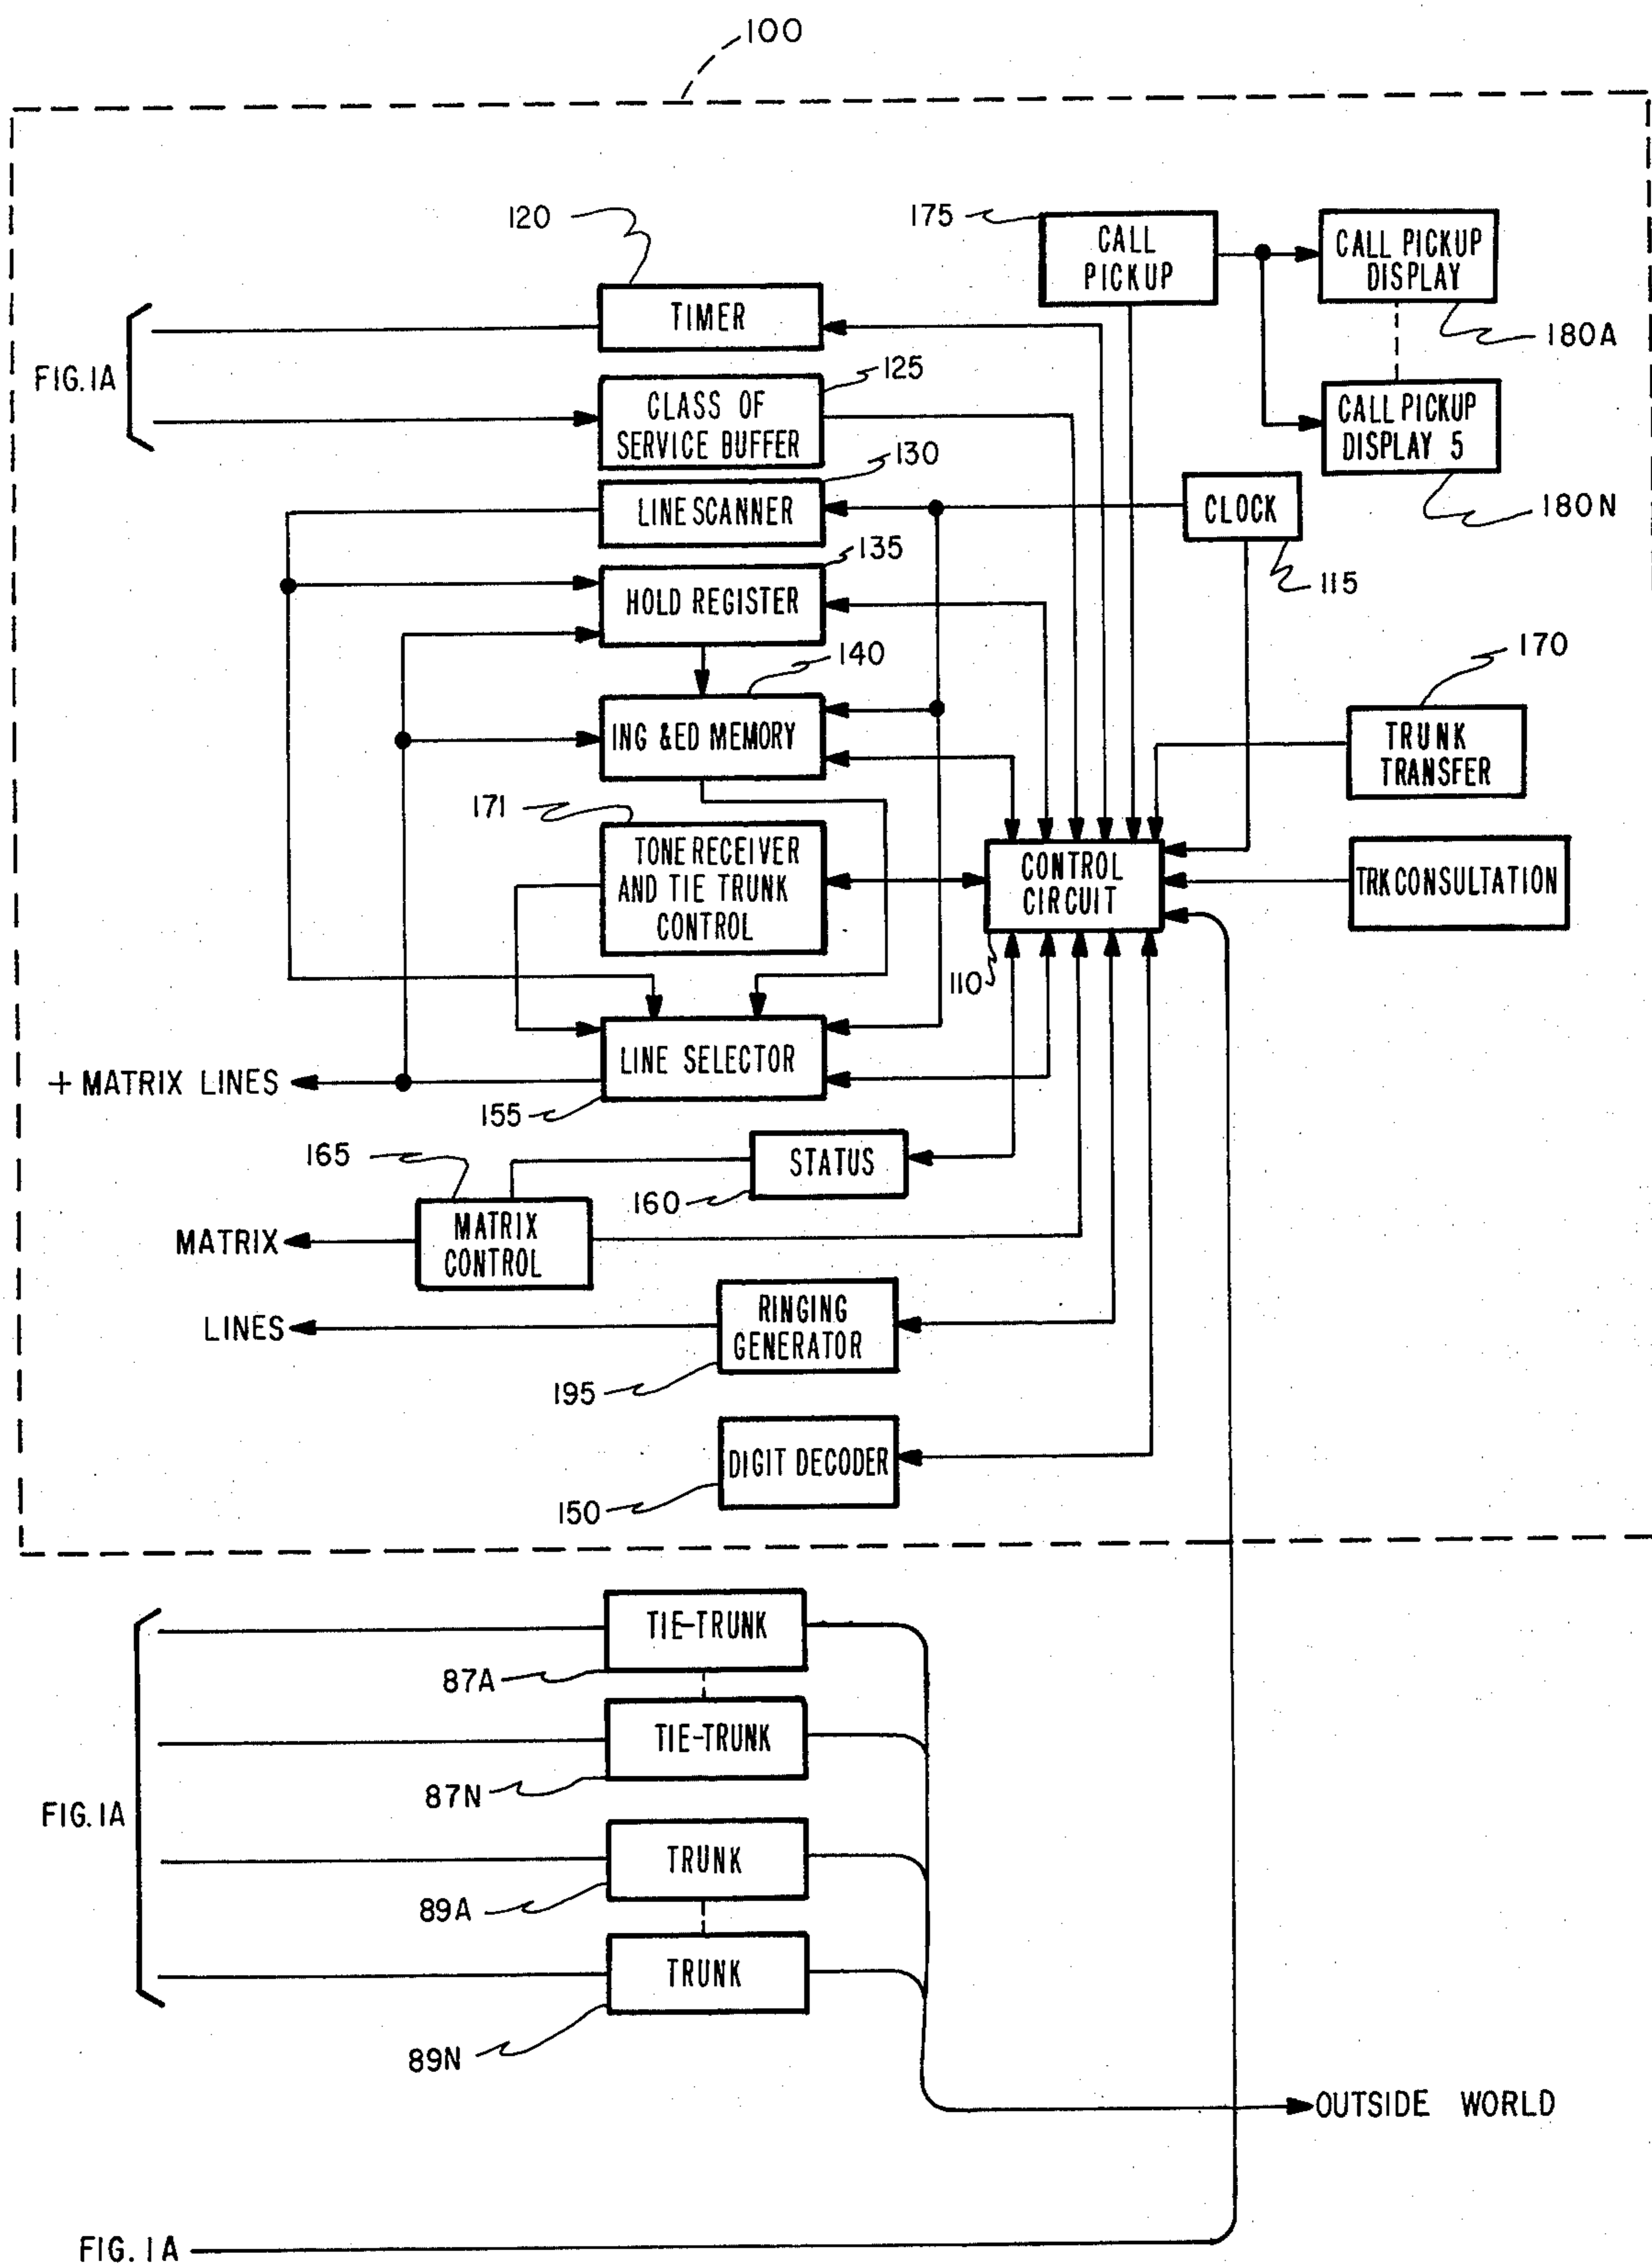 100
120
175
CALL
PICKUP
CALL PICKUP
DISPLAY
180A
TIMER
FIG. 1A
125
CLASS OF
SERVICE BUFFER
CALL PICKUP
DISPLAY 5
180N
130
LINE SCANNER
CLOCK
115
135
HOLD REGISTER
140
170
ING & ED MEMORY
TRUNK
TRANSFER
171
TONE RECEIVER
AND TIE TRUNK
CONTROL
CONTROL
CIRCUIT
TRK CONSULTATION
110
LINE SELECTOR
+ MATRIX LINES
155
165
STATUS
160
MATRIX
MATRIX
CONTROL
LINES
RINGING
GENERATOR
195
DIGIT DECODER
150
TIE-TRUNK
87A
TIE-TRUNK
87N
FIG. 1A
TRUNK
89A
TRUNK
89N
OUTSIDE WORLD
FIG. 1A